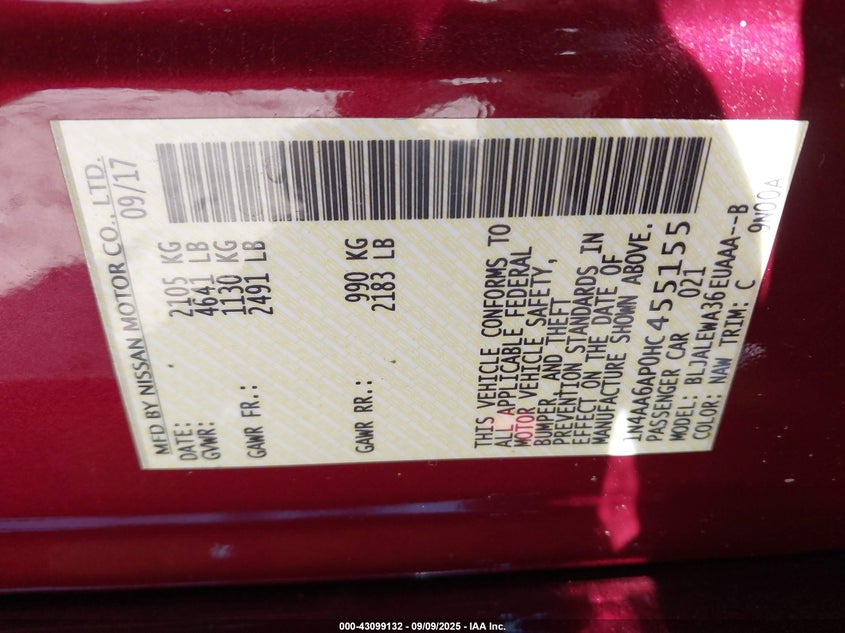 MFD BY NISSAN MOTOR CO., LTD.
DATE: 09/17
GVWR: 2105 KG
4641 LB
GAWR FR.: 1130 KG
2491 LB
GAWR RR.: 990 KG
2183 LB
THIS VEHICLE CONFORMS TO
ALL APPLICABLE FEDERAL
MOTOR VEHICLE SAFETY,
BUMPER, AND THEFT
PREVENTION STANDARDS IN
EFFECT ON THE DATE OF
MANUFACTURE SHOWN ABOVE.
1N4AA6AP0HC455155
PASSENGER CAR 021
MODEL: BLJALEWA36EUAAA--B
COLOR: NAW TRIM: C 9N00A
000-43099132 - 09/09/2025 - IAA Inc.